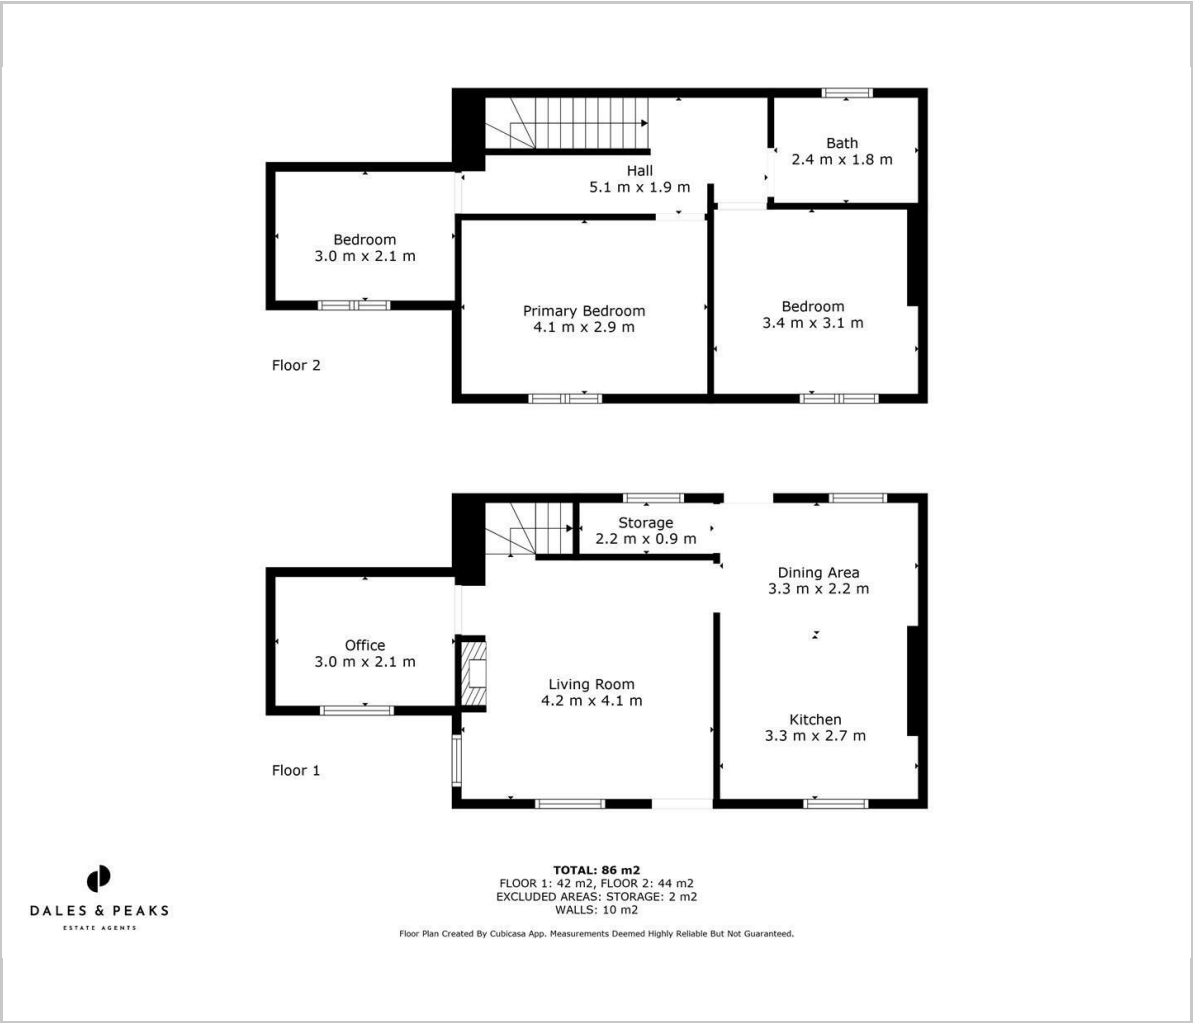 Bath
2.4 m x 1.8 m
Hall
5.1 m x 1.9 m
Bedroom
3.0 m x 2.1 m
Primary Bedroom
4.1 m x 2.9 m
Bedroom
3.4 m x 3.1 m
Floor 2
Storage
2.2 m x 0.9 m
Dining Area
3.3 m x 2.2 m
Office
3.0 m x 2.1 m
Living Room
4.2 m x 4.1 m
Kitchen
3.3 m x 2.7 m
Floor 1
TOTAL: 86 m2
FLOOR 1: 42 m2, FLOOR 2: 44 m2
EXCLUDED AREAS: STORAGE: 2 m2
WALLS: 10 m2
DALES & PEAKS
ESTATE AGENTS
Floor Plan Created By Cubicasa App. Measurements Deemed Highly Reliable But Not Guaranteed.